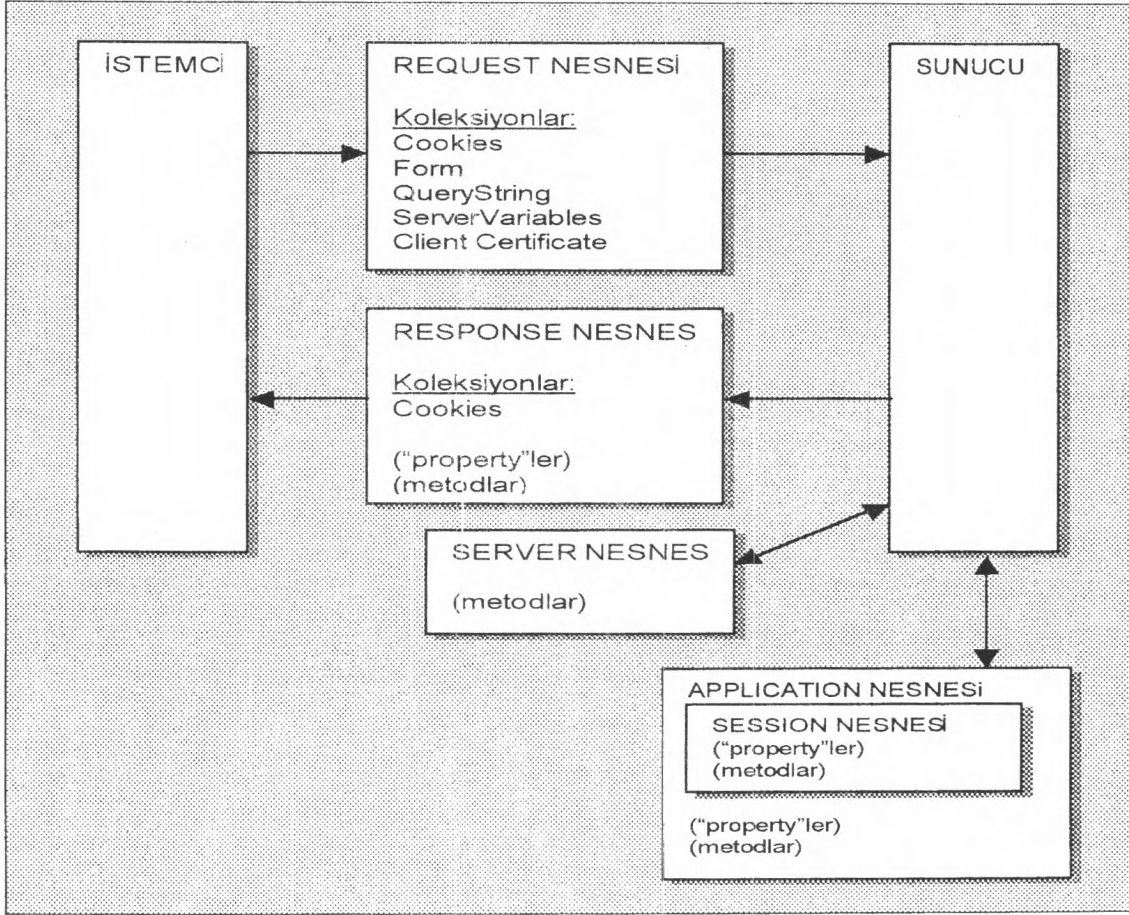 İSTEMCİ
REQUEST NESNESİ
Koleksiyonlar:
Cookies
Form
QueryString
ServerVariables
Client Certificate
SUNUCU
RESPONSE NESNES
Koleksiyonlar:
Cookies
("property"ler)
(metodlar)
SERVER NESNES
(metodlar)
APPLICATION NESNESİ
SESSION NESNESİ
("property"ler)
(metodlar)
("property"ler)
(metodlar)